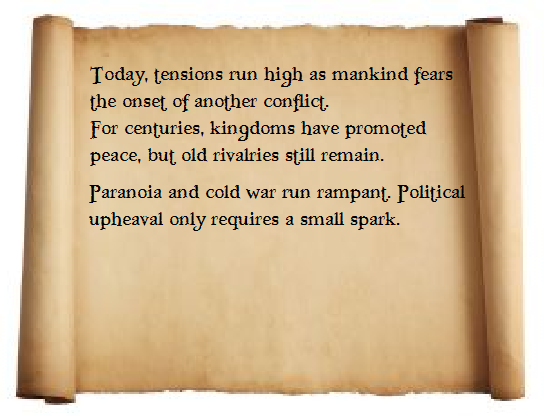 Today, tensions run high as mankind fears
the onset of another conflict.
For centuries, kingdoms have promoted
peace, but old rivalries still remain.
Paranoia and cold war run rampant. Political
upheaval only requires a small spark.